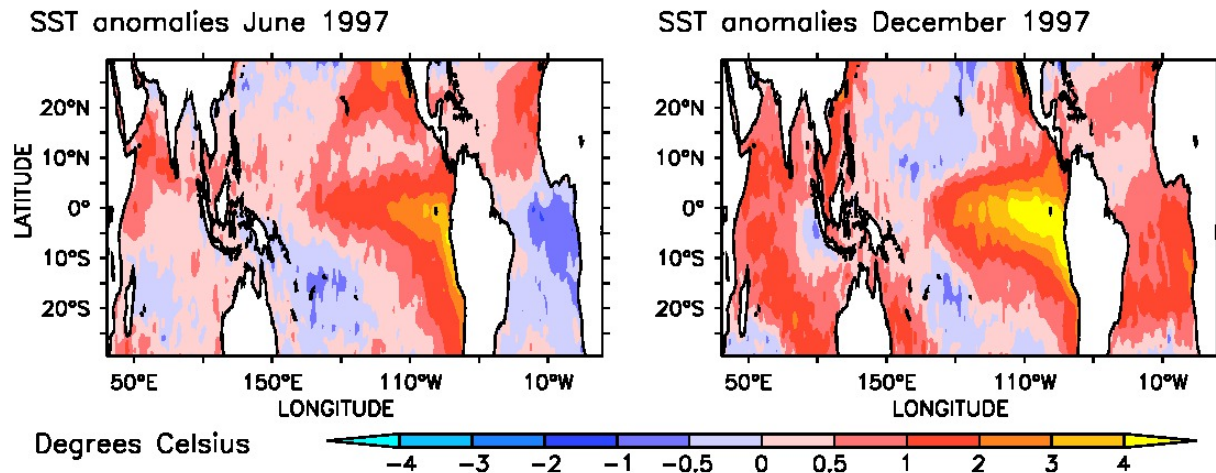 SST anomalies June 1997
SST anomalies December 1997
LATITUDE
20°N
10°N
0°
10°S
20°S
50°E 150°E 110°W 10°W
LONGITUDE
20°N
10°N
0°
10°S
20°S
50°E 150°E 110°W 10°W
LONGITUDE
Degrees Celsius
−4 −3 −2 −1 −0.5 0 0.5 1 2 3 4